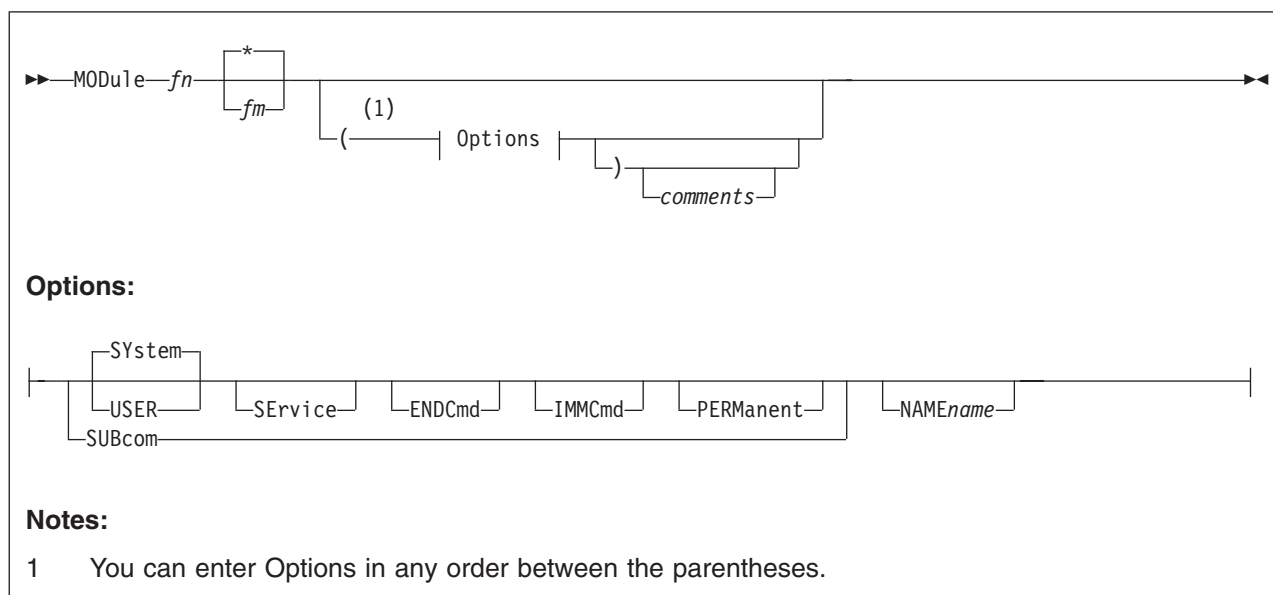 *
MODule fn
fm
(1)
( Options
)
comments
Options:
SYstem
USER SErvice ENDCmd IMMCmd PERManent NAMEname
SUBcom
Notes:
1 You can enter Options in any order between the parentheses.